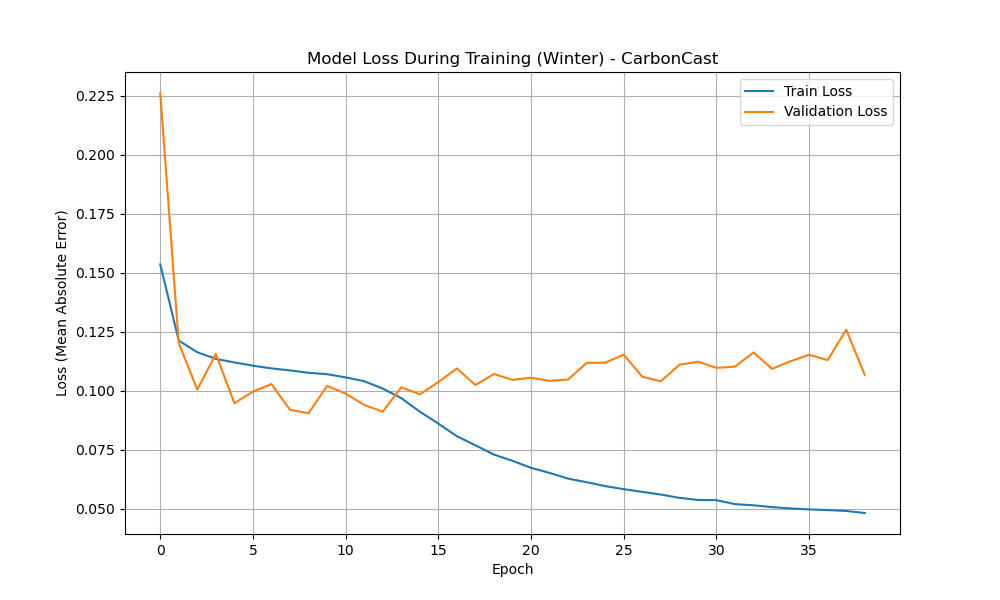 Model Loss During Training (Winter) - CarbonCast
Train Loss
Validation Loss
Loss (Mean Absolute Error)
0.225
0.200
0.175
0.150
0.125
0.100
0.075
0.050
0 5 10 15 20 25 30 35
Epoch